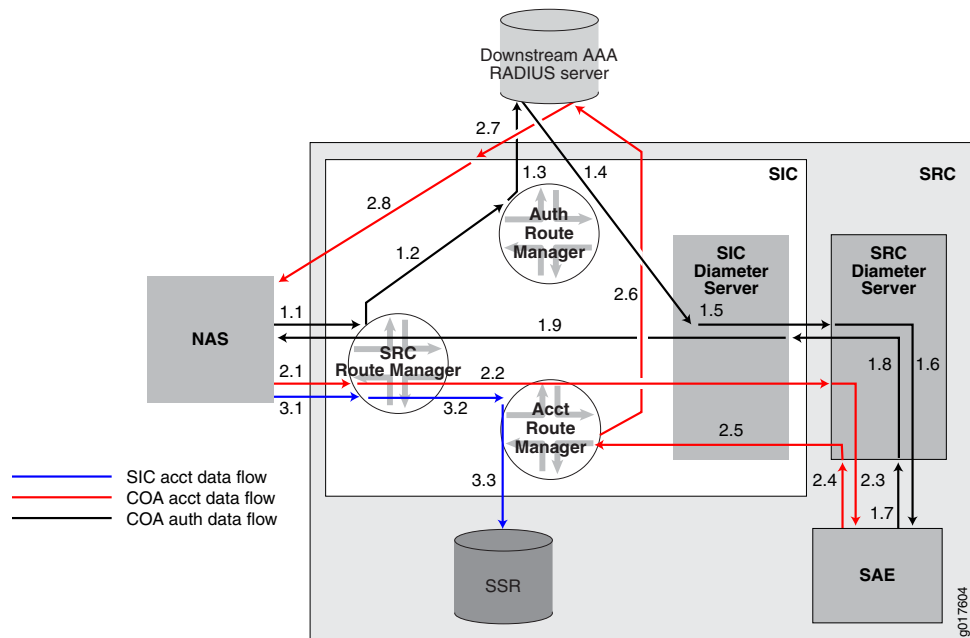 Downstream AAA
RADIUS server
2.7
SIC
SRC
1.3
1.4
2.8
Auth
Route
Manager
SIC
Diameter
Server
SRC
Diameter
Server
1.2
2.6
NAS
1.1
1.5
1.9
SRC
Route Manager
1.8
1.6
2.1
2.2
3.1
3.2
Acct
Route
Manager
2.5
SIC acct data flow
COA acct data flow
COA auth data flow
3.3
2.4
2.3
1.7
SSR
SAE
g017604